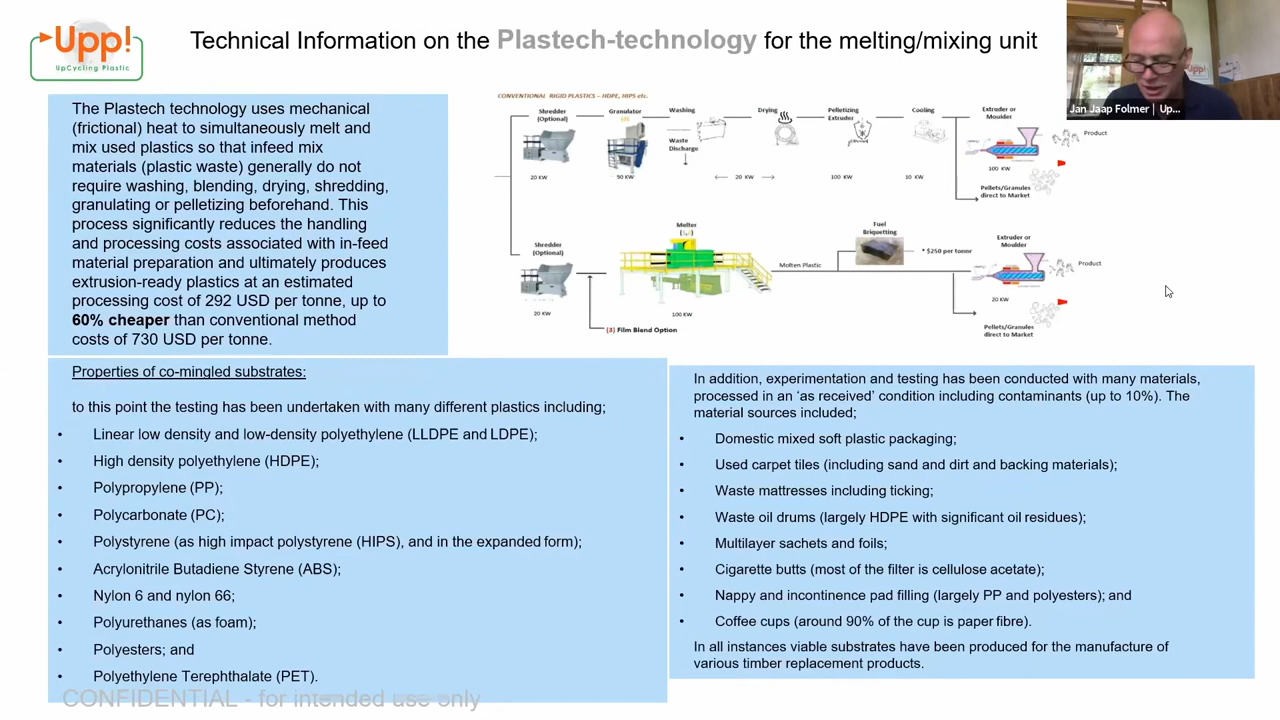 Upp!
UpCycling Plastic
Technical Information on the Plastech-technology for the melting/mixing unit
Jan Jaap Folmer | Up...
The Plastech technology uses mechanical
(frictional) heat to simultaneously melt and
mix used plastics so that infeed mix
materials (plastic waste) generally do not
require washing, blending, drying, shredding,
granulating or pelletizing beforehand. This
process significantly reduces the handling
and processing costs associated with in-feed
material preparation and ultimately produces
extrusion-ready plastics at an estimated
processing cost of 292 USD per tonne, up to
60% cheaper than conventional method
costs of 730 USD per tonne.
CONVENTIONAL RIGID PLASTICS – HDPE, HIPS etc.
Shredder
(Optional)
Granulator
Washing
Drying
Pelletizing
Extruder
Cooling
Extruder or
Moulder
Product
Waste
Discharge
20 KW
90 KW
20 KW
100 KW
10 KW
100 KW
Pellets/Granules
direct to Market
Shredder
(Optional)
Melter
Molten Plastic
Fuel
Briquetting
* $250 per tonne
Extruder or
Moulder
Product
20 KW
100 KW
20 KW
(3) Film Blend Option
Pellets/Granules
direct to Market
Properties of co-mingled substrates:
to this point the testing has been undertaken with many different plastics including;
• Linear low density and low-density polyethylene (LLDPE and LDPE);
• High density polyethylene (HDPE);
• Polypropylene (PP);
• Polycarbonate (PC);
• Polystyrene (as high impact polystyrene (HIPS), and in the expanded form);
• Acrylonitrile Butadiene Styrene (ABS);
• Nylon 6 and nylon 66;
• Polyurethanes (as foam);
• Polyesters; and
• Polyethylene Terephthalate (PET).
In addition, experimentation and testing has been conducted with many materials,
processed in an 'as received' condition including contaminants (up to 10%). The
material sources included;
• Domestic mixed soft plastic packaging;
• Used carpet tiles (including sand and dirt and backing materials);
• Waste mattresses including ticking;
• Waste oil drums (largely HDPE with significant oil residues);
• Multilayer sachets and foils;
• Cigarette butts (most of the filter is cellulose acetate);
• Nappy and incontinence pad filling (largely PP and polyesters); and
• Coffee cups (around 90% of the cup is paper fibre).
In all instances viable substrates have been produced for the manufacture of
various timber replacement products.
CONFIDENTIAL - for intended use only